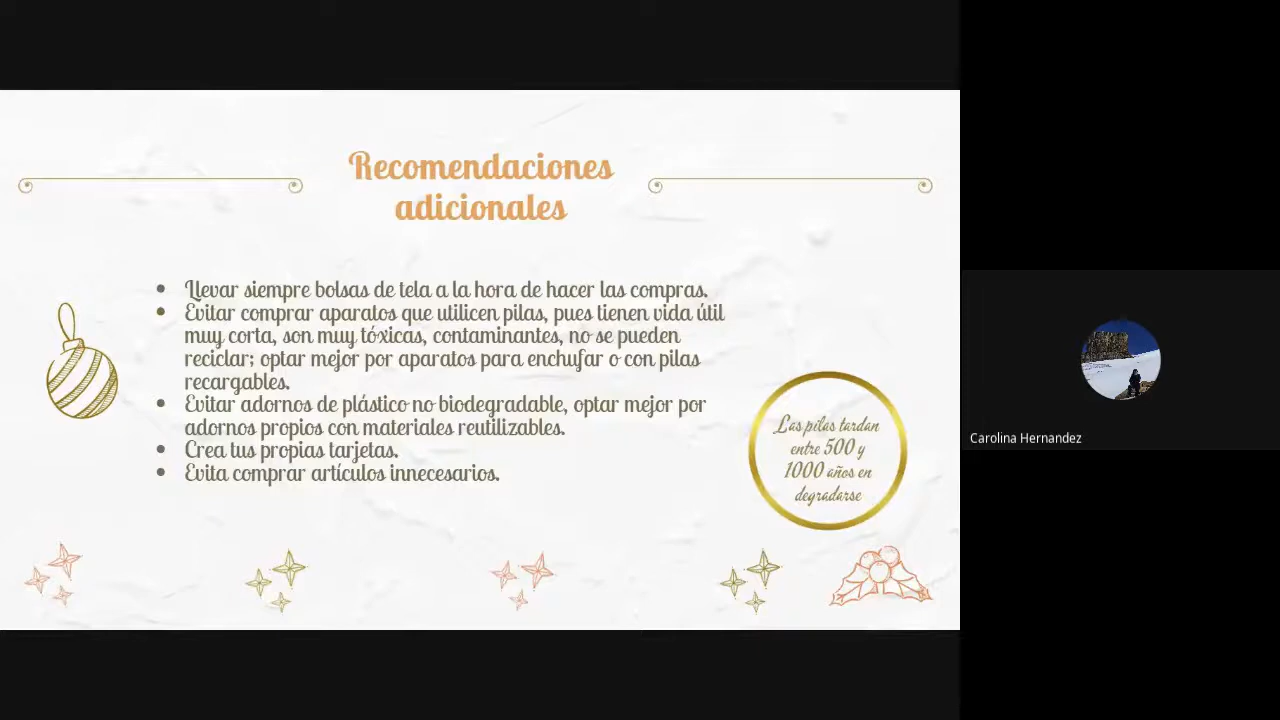 Recomendaciones
adicionales
Llevar siempre bolsas de tela a la hora de hacer las compras.
Evitar comprar aparatos que utilicen pilas, pues tienen vida útil
muy corta, son muy tóxicas, contaminantes, no se pueden
reciclar; optar mejor por aparatos para enchufar o con pilas
recargables.
Evitar adornos de plástico no biodegradable, optar mejor por
adornos propios con materiales reutilizables.
Crea tus propias tarjetas.
Evita comprar artículos innecesarios.
Las pilas tardan
entre 500 y
1000 años en
degradarse
Carolina Hernandez